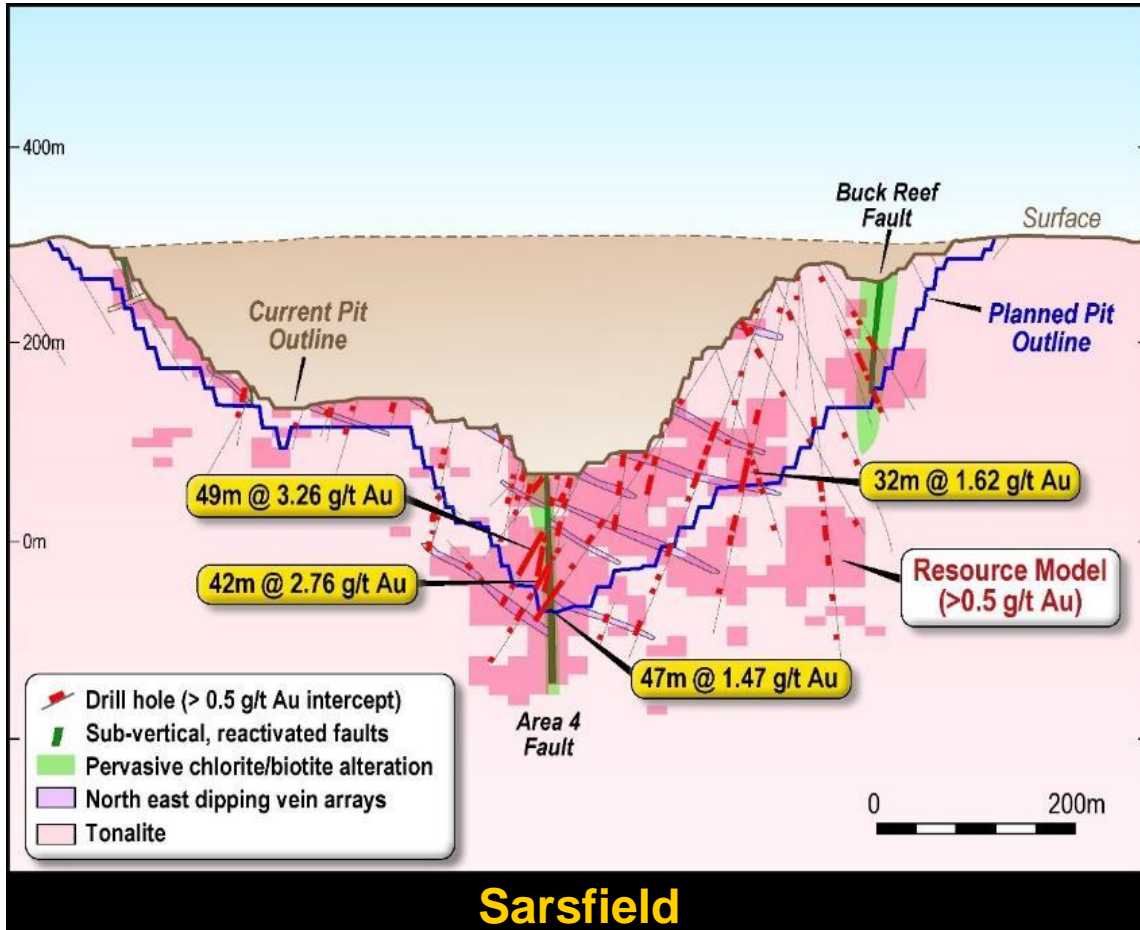 400m
Buck Reef
Fault
Surface
Current Pit
Outline
Planned Pit
Outline
200m
49m @ 3.26 g/t Au
32m @ 1.62 g/t Au
0m
42m @ 2.76 g/t Au
Resource Model
(>0.5 g/t Au)
47m @ 1.47 g/t Au
Area 4
Fault
Drill hole (> 0.5 g/t Au intercept)
Sub-vertical, reactivated faults
Pervasive chlorite/biotite alteration
North east dipping vein arrays
Tonalite
0 200m
Sarsfield